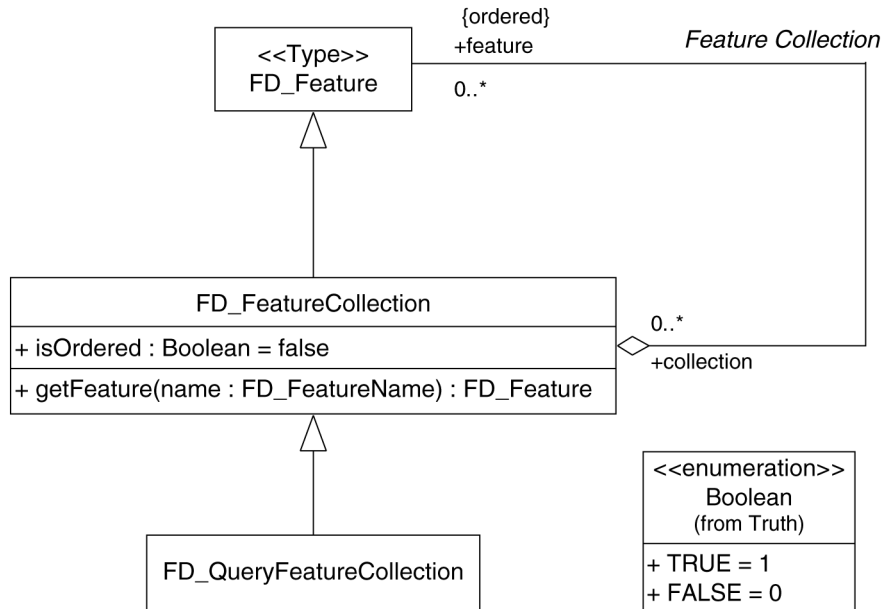 {ordered}
+feature
Feature Collection
<<Type>>
FD_Feature
0..*
FD_FeatureCollection
+ isOrdered : Boolean = false
+ getFeature(name : FD_FeatureName) : FD_Feature
0..*
+collection
<<enumeration>>
Boolean
(from Truth)
+ TRUE = 1
+ FALSE = 0
FD_QueryFeatureCollection